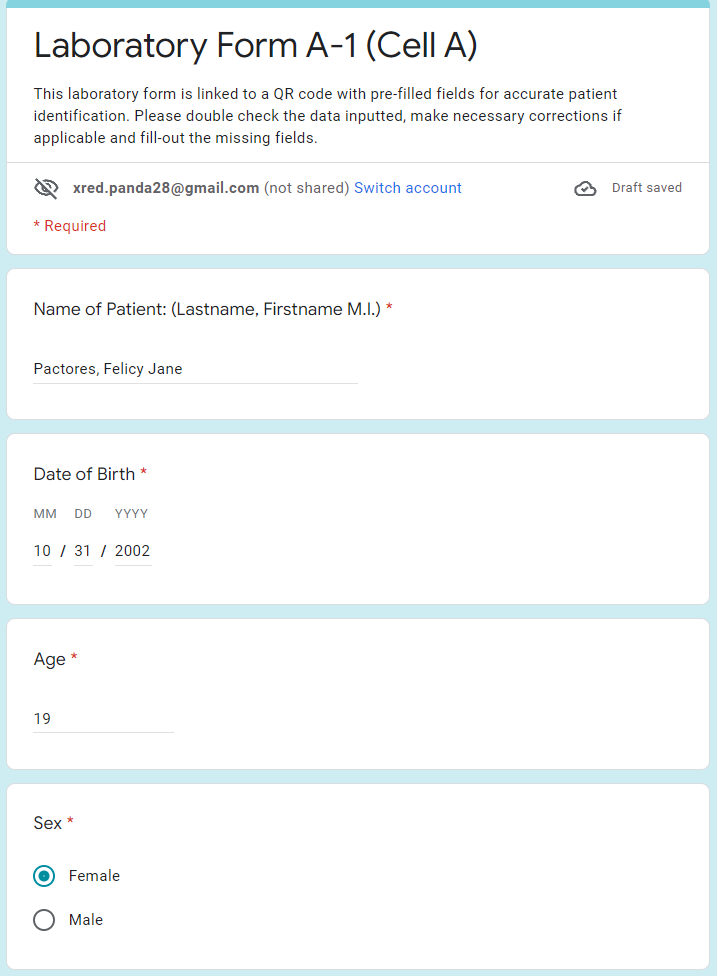 Laboratory Form A-1 (Cell A)
This laboratory form is linked to a QR code with pre-filled fields for accurate patient
identification. Please double check the data inputted, make necessary corrections if
applicable and fill-out the missing fields.
xred.panda28@gmail.com (not shared) Switch account
Draft saved
* Required
Name of Patient: (Lastname, Firstname M.I.) *
Pactores, Felicy Jane
Date of Birth *
MM DD YYYY
10 / 31 / 2002
Age *
19
Sex *
Female
Male